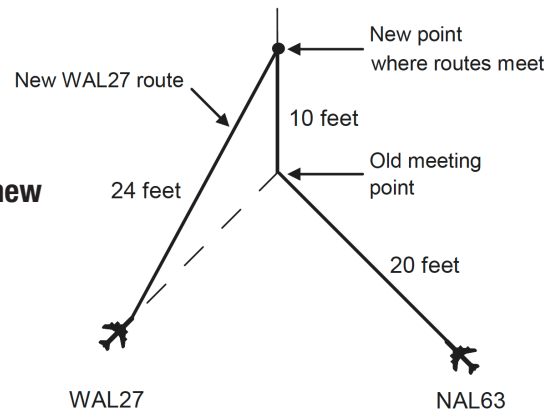 New point
where routes meet
New WAL27 route
10 feet
Old meeting
point
new
24 feet
20 feet
WAL27
NAL63